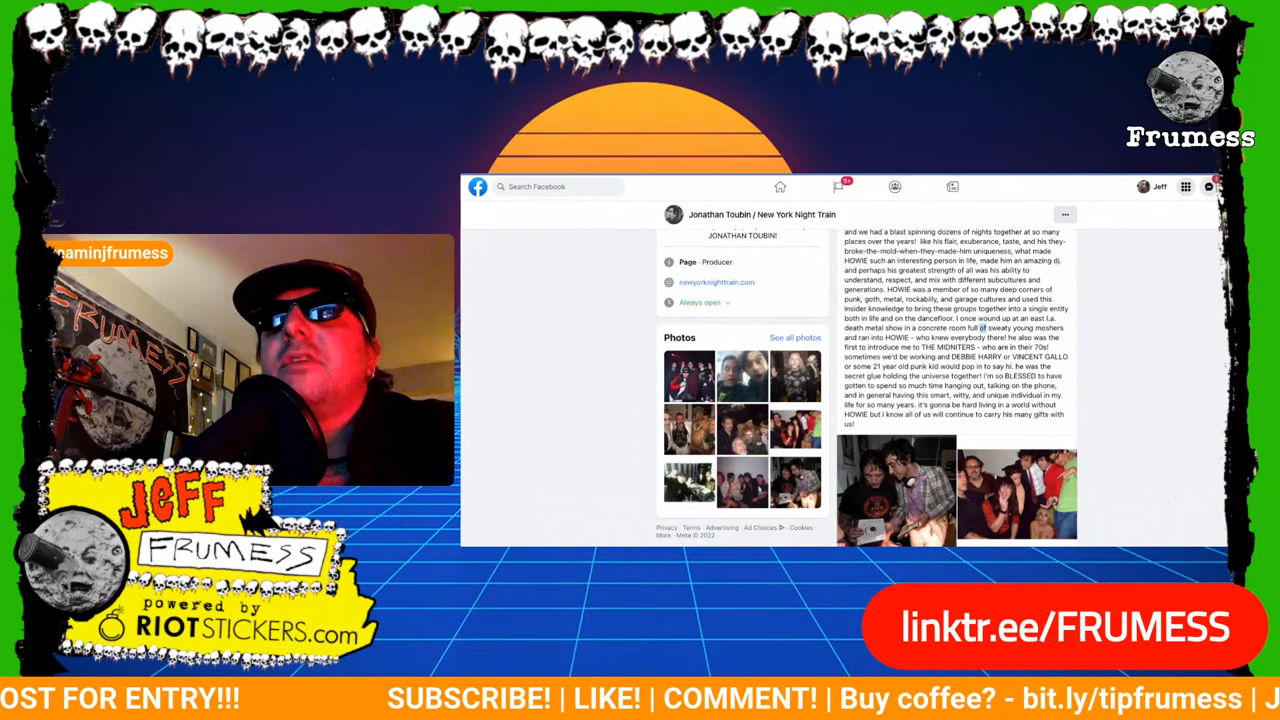 Frumess
Search Facebook
9+
Jeff
1
Jonathan Toubin / New York Night Train
JONATHAN TOUBIN!
Page · Producer
newyorknighttrain.com
Always open
Photos
See all photos
Privacy · Terms · Advertising · Ad Choices · Cookies ·
More · Meta © 2022
and we had a blast spinning dozens of nights together at so many
places over the years! like his flair, exuberance, taste, and his they-
broke-the-mold-when-they-made-him uniqueness, what made
HOWIE such an interesting person in life, made him an amazing dj.
and perhaps his greatest strength of all was his ability to
understand, respect, and mix with different subcultures and
generations. HOWIE was a member of so many deep corners of
punk, goth, metal, rockabilly, and garage cultures and used this
insider knowledge to bring these groups together into a single entity
both in life and on the dancefloor. I once wound up at an east l.a.
death metal show in a concrete room full of sweaty young moshers
and ran into HOWIE - who knew everybody there! he also was the
first to introduce me to THE MIDNITERS - who are in their 70s!
sometimes we'd be working and DEBBIE HARRY or VINCENT GALLO
or some 21 year old punk kid would pop in to say hi. he was the
secret glue holding the universe together! i'm so BLESSED to have
gotten to spend so much time hanging out, talking on the phone,
and in general having this smart, witty, and unique individual in my
life for so many years. it's gonna be hard living in a world without
HOWIE but i know all of us will continue to carry his many gifts with
us!
eaminjfrumess
FRUMESS
JeFF
FRUMESS
powered by
RIOTSTICKERS.com
linktr.ee/FRUMESS
OST FOR ENTRY!!! SUBSCRIBE! | LIKE! | COMMENT! | Buy coffee? - bit.ly/tipfrumess | J